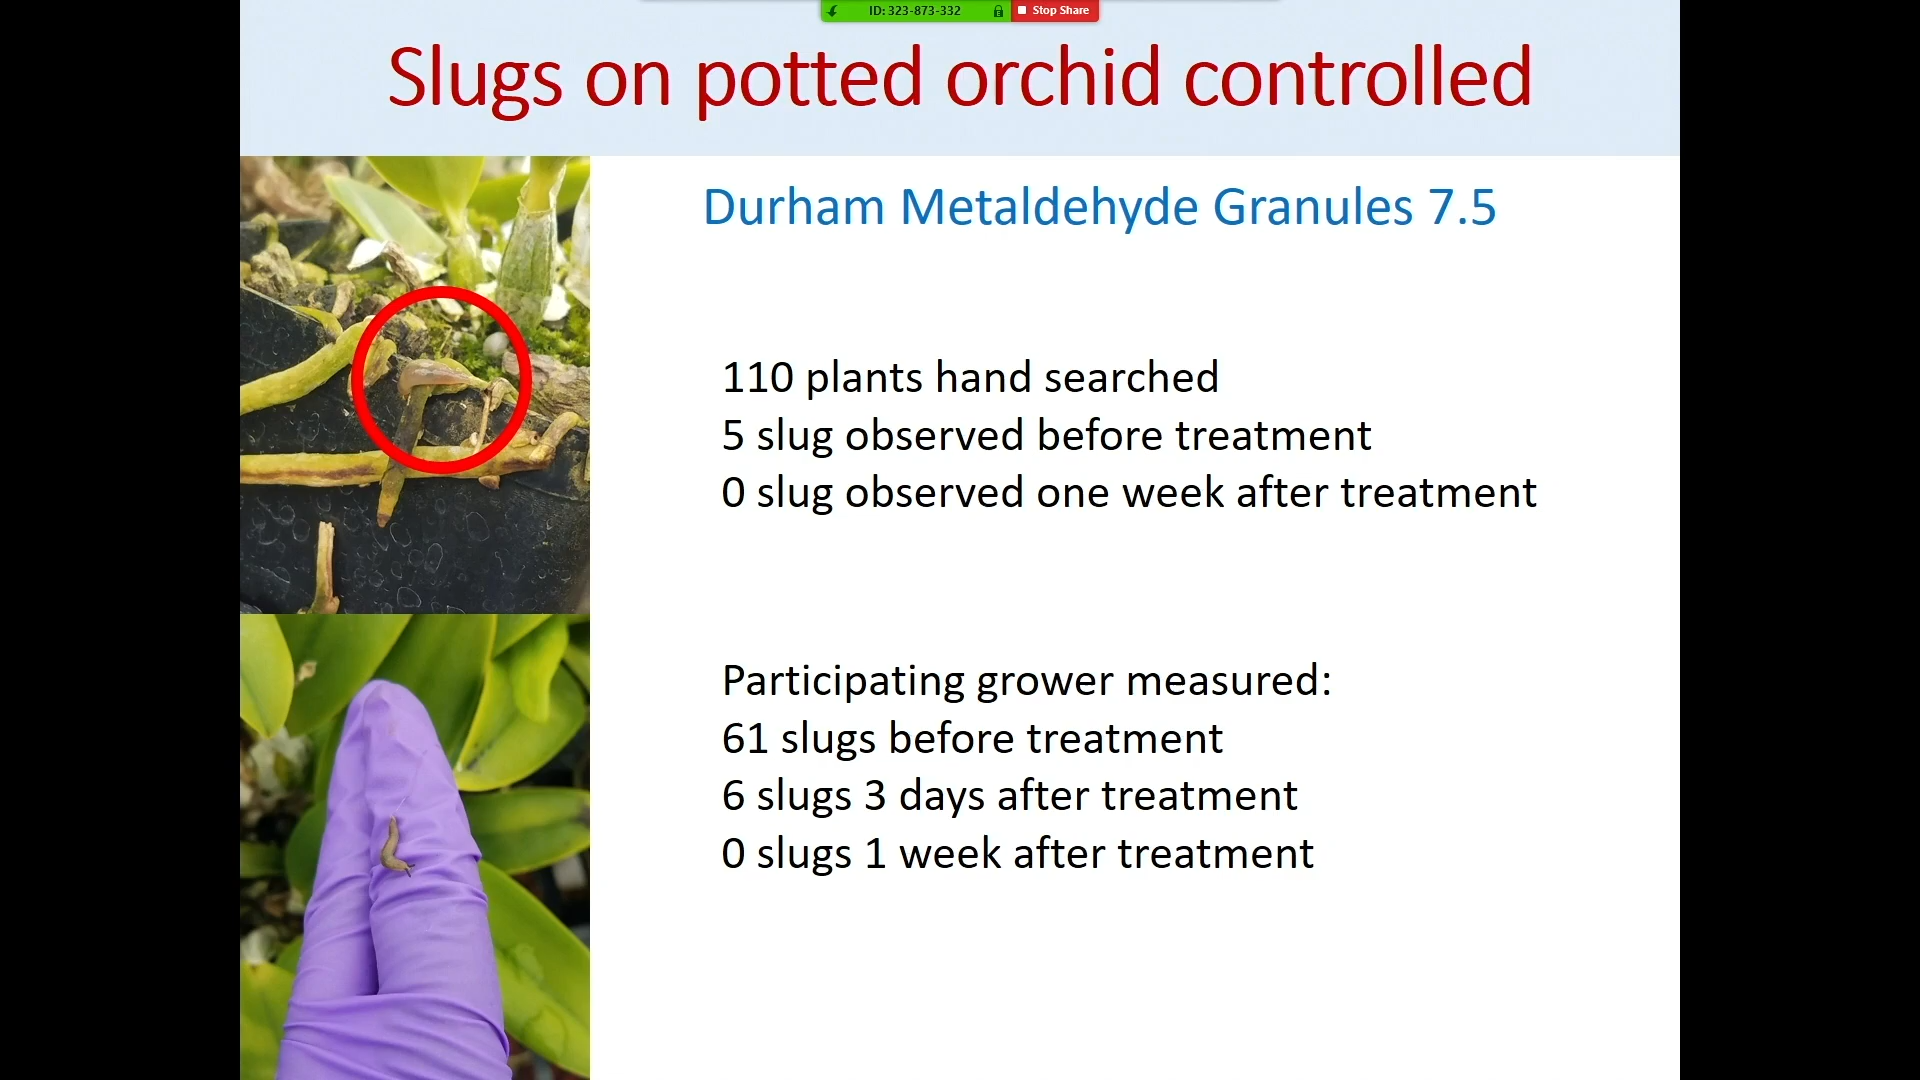 ID: 323-873-332
Stop Share
Slugs on potted orchid controlled
Durham Metaldehyde Granules 7.5
110 plants hand searched
5 slug observed before treatment
0 slug observed one week after treatment
Participating grower measured:
61 slugs before treatment
6 slugs 3 days after treatment
0 slugs 1 week after treatment